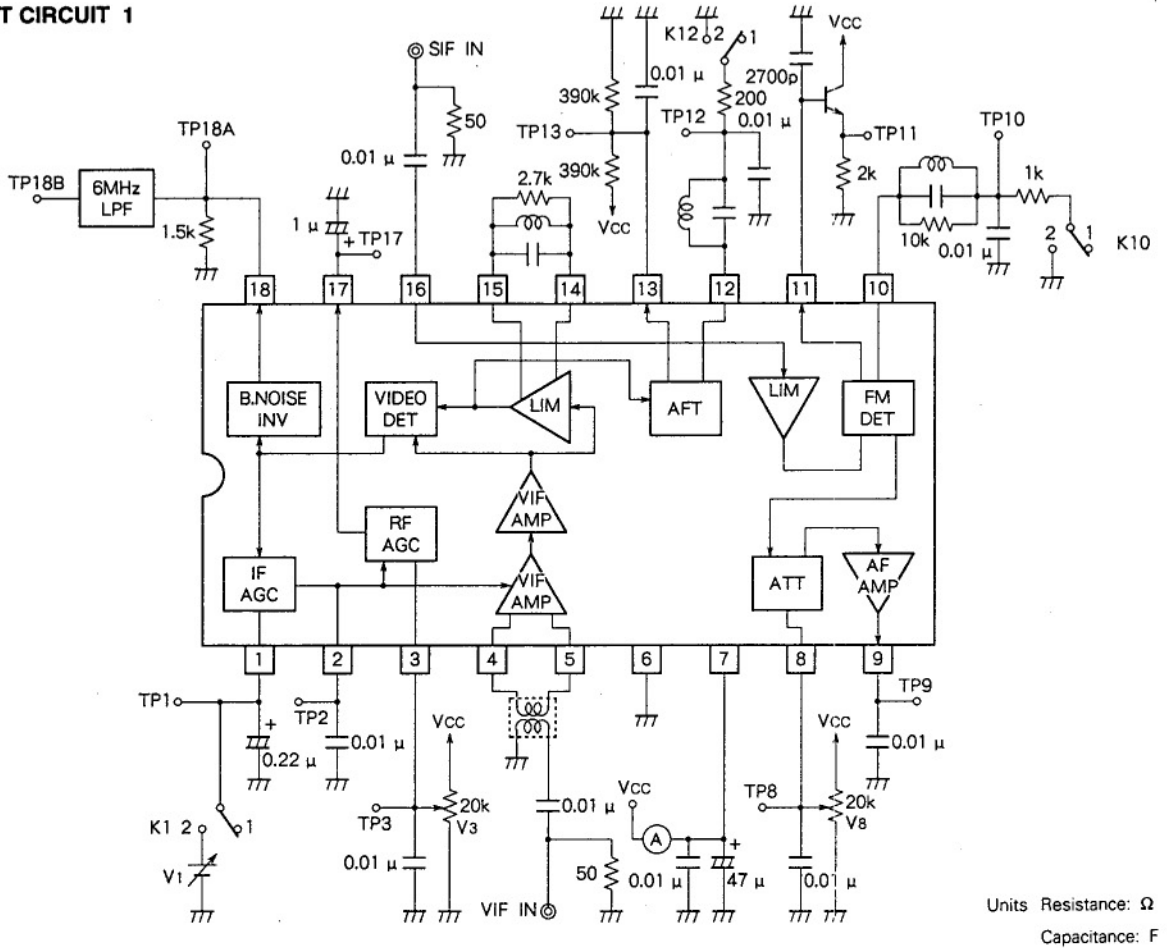 T CIRCUIT 1
13
11
K12 2
1
VCC
SIF IN
0.01 µ
2700p
390k
200
TP10
50
TP13
TP12
0.01 µ
TP11
TP18A
0.01 µ
390k
2k
1k
TP18B
6MHz
LPF
2.7k
VCC
1.5k
1 µ
+
TP17
10k
0.01 µ
2
1
K10
18
17
16
15
14
13
12
11
10
B.NOISE
iNV
VIDEO
DET
LIM
AFT
LIM
FM
DET
VIF
AMP
RF
AGC
IF
AGC
VIF
AMP
ATT
AF
AMP
1
2
3
4
5
6
7
8
9
TP1
TP2
TP9
+
0.22 µ
0.01 µ
VCC
VCC
0.01 µ
K1 2
1
TP3
20k
V3
0.01 µ
VCC
A
TP8
20k
V8
0.01 µ
V1
50
0.01 µ
+
47 µ
0.01 µ
VIF IN
Units Resistance: Ω
Capacitance: F